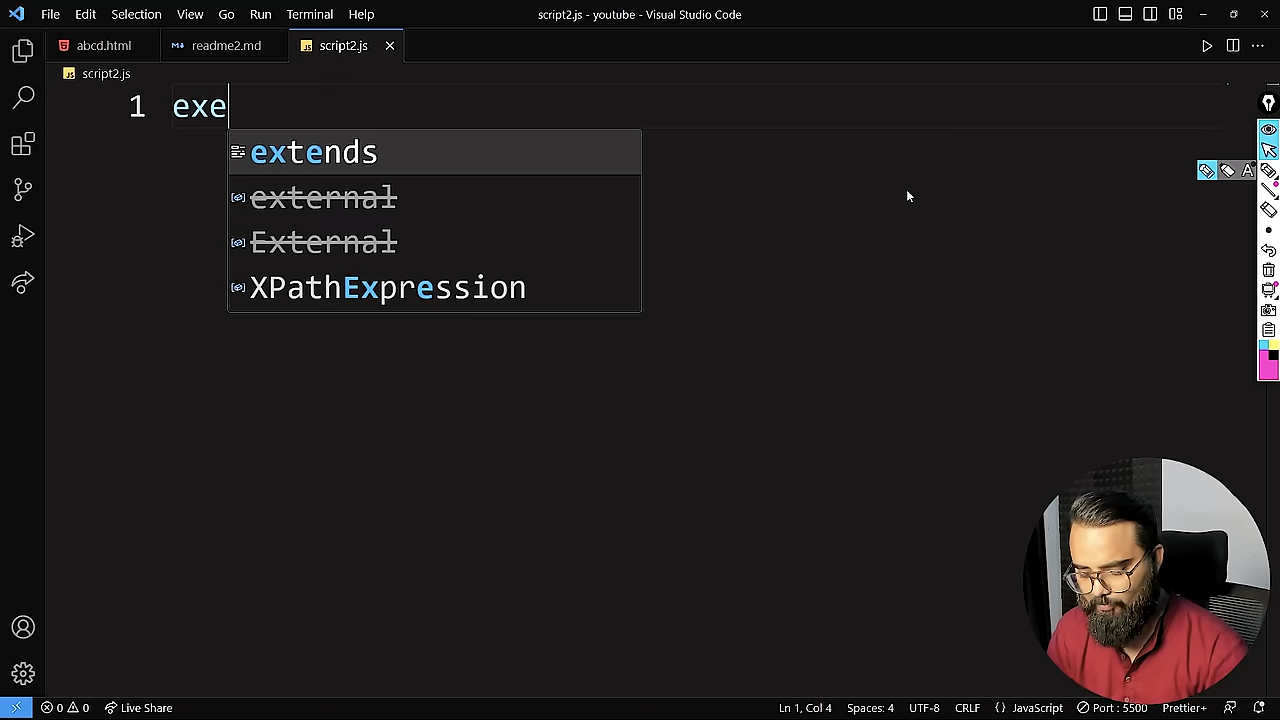 File Edit Selection View Go Run Terminal Help script2.js - youtube - Visual Studio Code
abcd.html readme2.md script2.js
script2.js
1 exe
extends
external
External
XPathExpression
A
0 0 Live Share Ln 1, Col 4 Spaces: 4 UTF-8 CRLF {} JavaScript Port : 5500 Prettier+